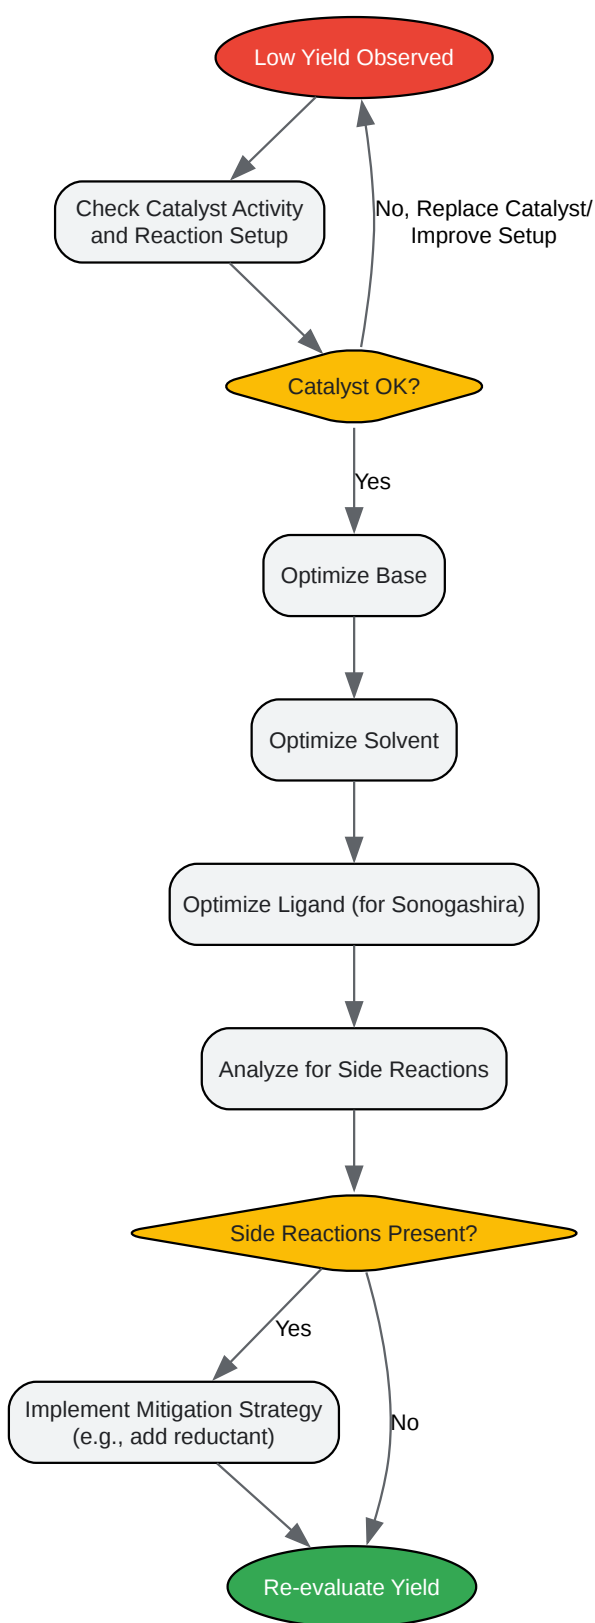 Low Yield Observed
Check Catalyst Activity
and Reaction Setup
No, Replace Catalyst/
Improve Setup
Catalyst OK?
Yes
Optimize Base
Optimize Solvent
Optimize Ligand (for Sonogashira)
Analyze for Side Reactions
Side Reactions Present?
Yes
Implement Mitigation Strategy
(e.g., add reductant)
No
Re-evaluate Yield